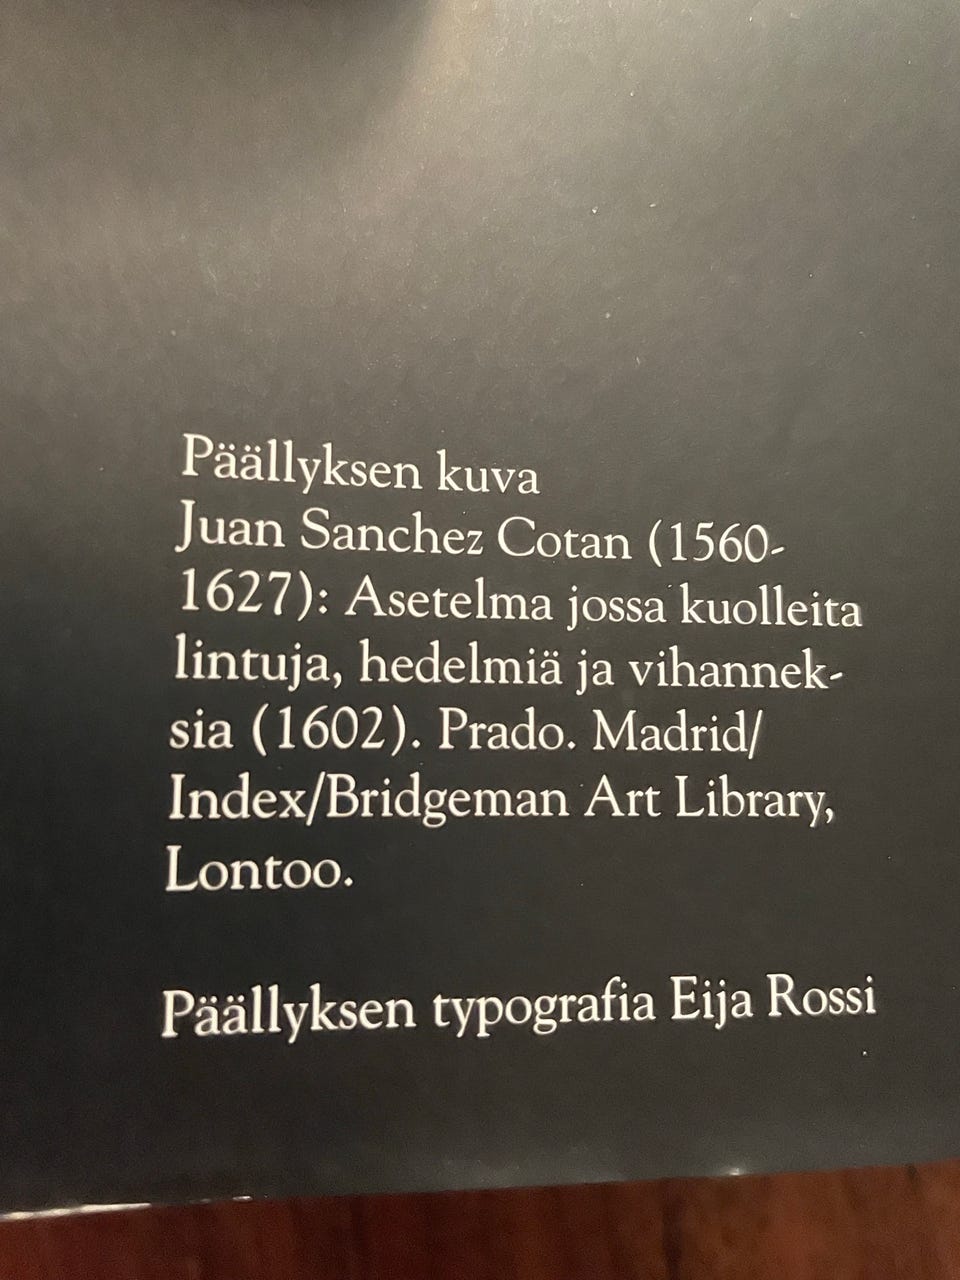 Päällyksen kuva
Juan Sanchez Cotan (1560-
1627): Asetelma jossa kuolleita
lintuja, hedelmiä ja vihannek-
sia (1602). Prado. Madrid/
Index/Bridgeman Art Library,
Lontoo.
Päällyksen typografia Eija Rossi